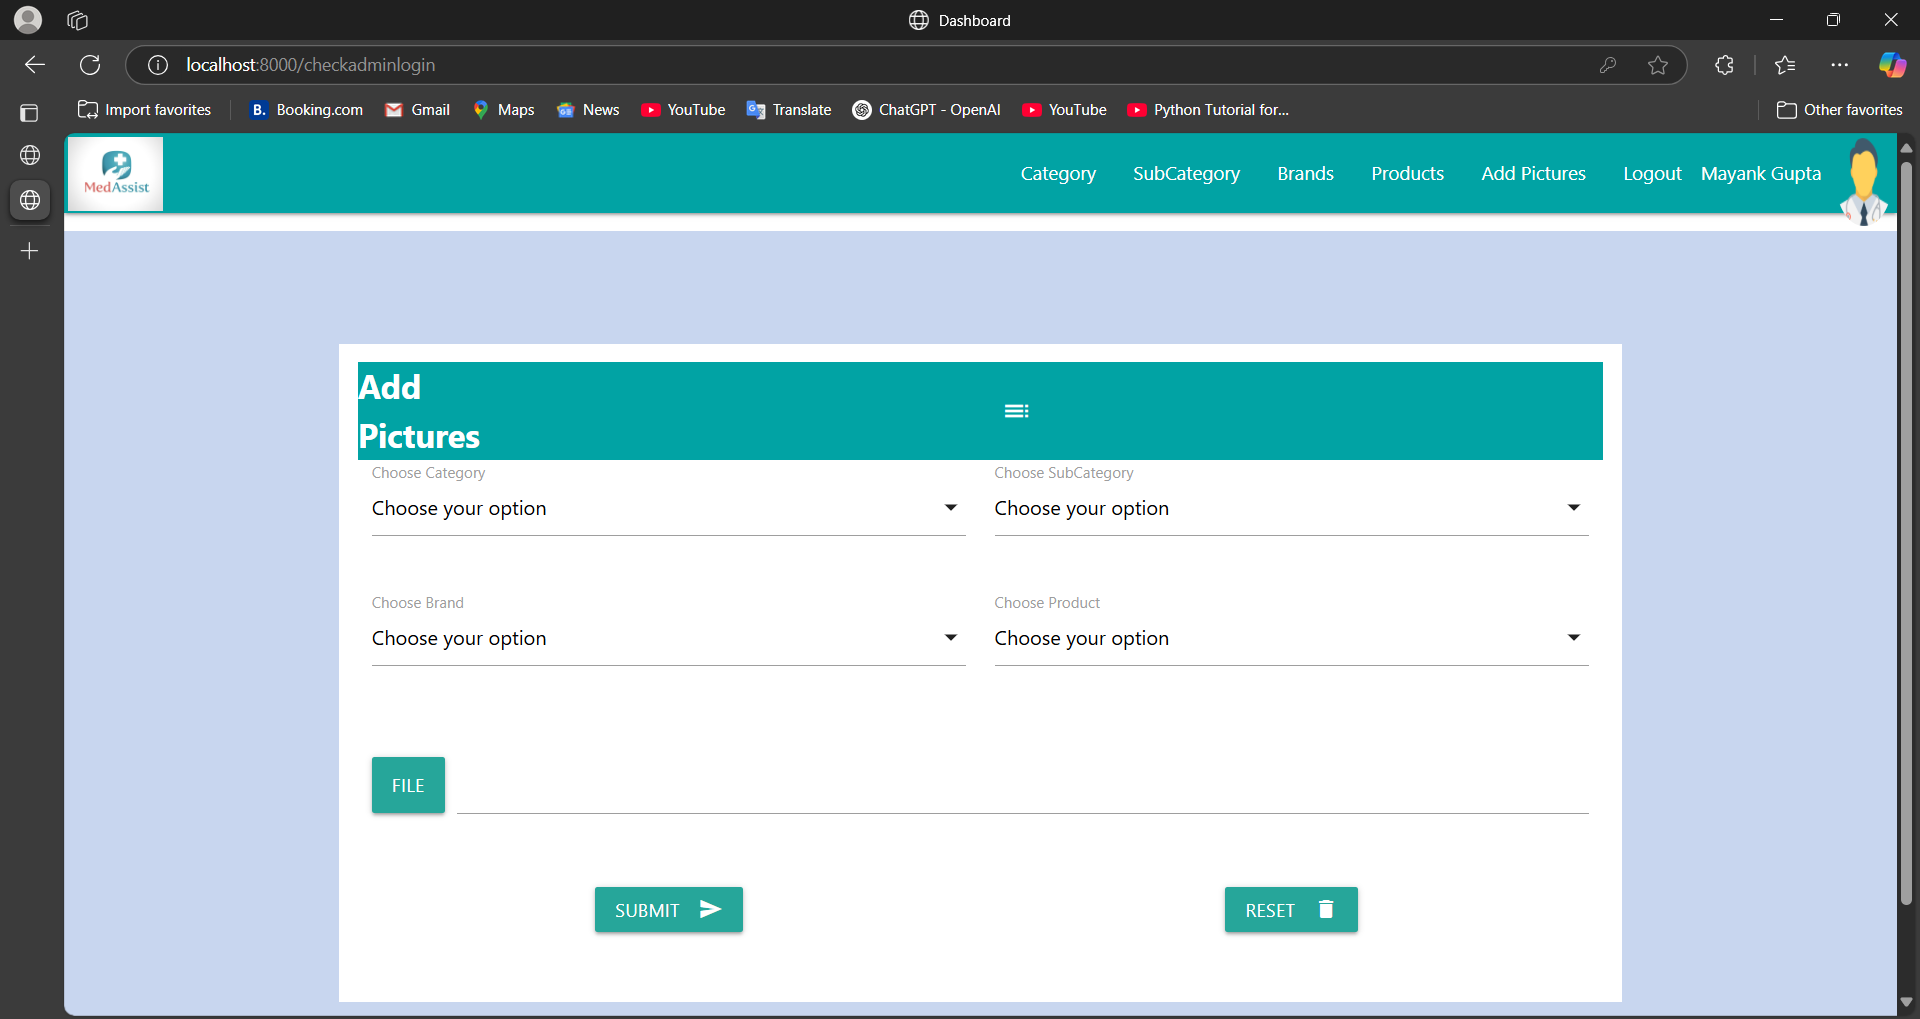 Dashboard
localhost:8000/checkadminlogin
Import favorites
B. Booking.com
Gmail
Maps
News
YouTube
Translate
ChatGPT - OpenAI
YouTube
Python Tutorial for...
Other favorites
MedAssist
Category
SubCategory
Brands
Products
Add Pictures
Logout
Mayank Gupta
Add
Pictures
Choose Category
Choose SubCategory
Choose your option
Choose your option
Choose Brand
Choose Product
Choose your option
Choose your option
FILE
SUBMIT
RESET